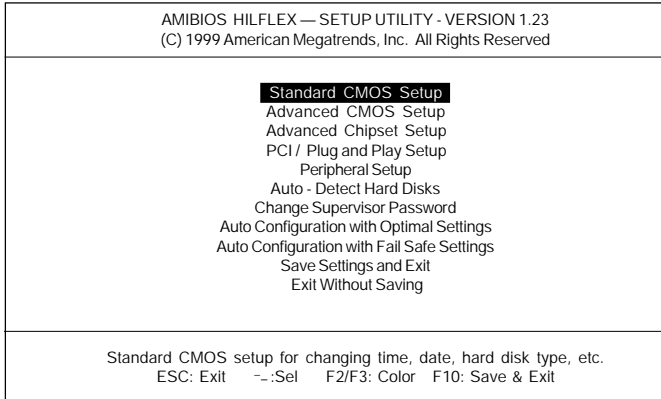 AMIBIOS HILFLEX — SETUP UTILITY - VERSION 1.23
(C) 1999 American Megatrends, Inc. All Rights Reserved
Standard CMOS Setup
Advanced CMOS Setup
Advanced Chipset Setup
PCI / Plug and Play Setup
Peripheral Setup
Auto - Detect Hard Disks
Change Supervisor Password
Auto Configuration with Optimal Settings
Auto Configuration with Fail Safe Settings
Save Settings and Exit
Exit Without Saving
Standard CMOS setup for changing time, date, hard disk type, etc.
ESC: Exit ¯_ :Sel F2/F3: Color F10: Save & Exit